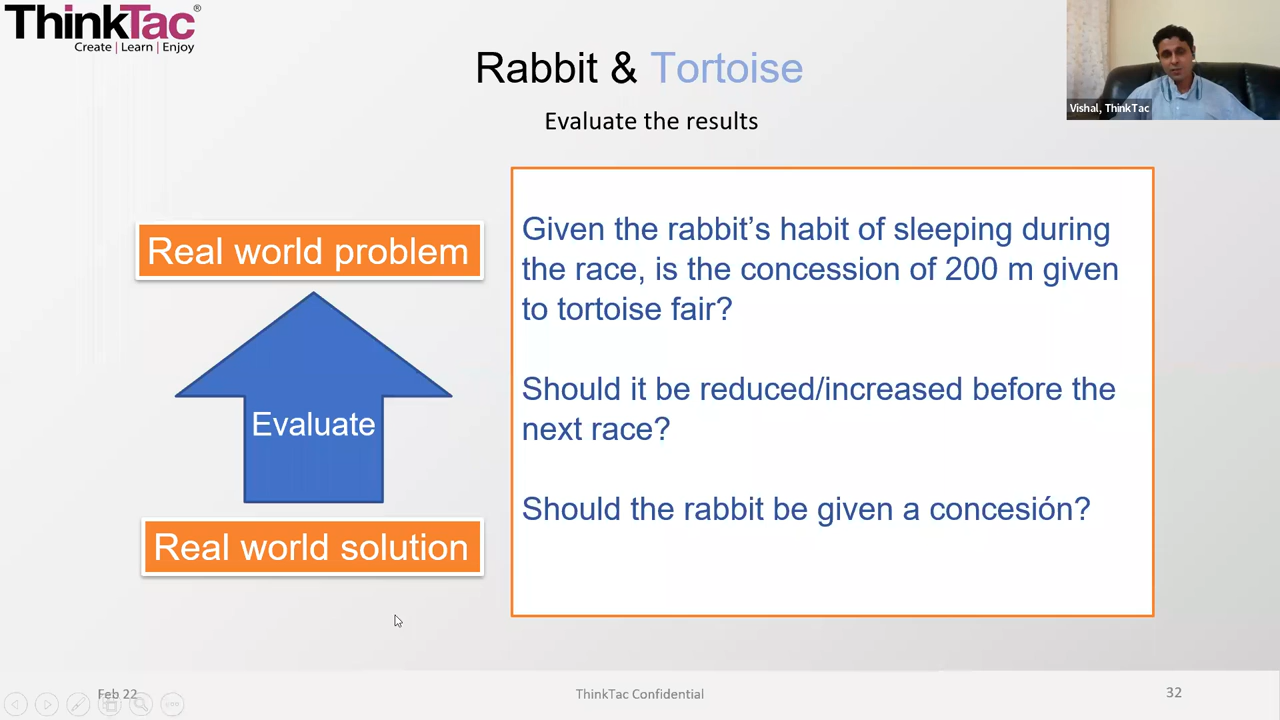 ThinkTac®
Create | Learn | Enjoy
Rabbit & Tortoise
Evaluate the results
Vishal, ThinkTac
Real world problem
Evaluate
Real world solution
Given the rabbit’s habit of sleeping during
the race, is the concession of 200 m given
to tortoise fair?
Should it be reduced/increased before the
next race?
Should the rabbit be given a concesión?
Feb 22
ThinkTac Confidential
32